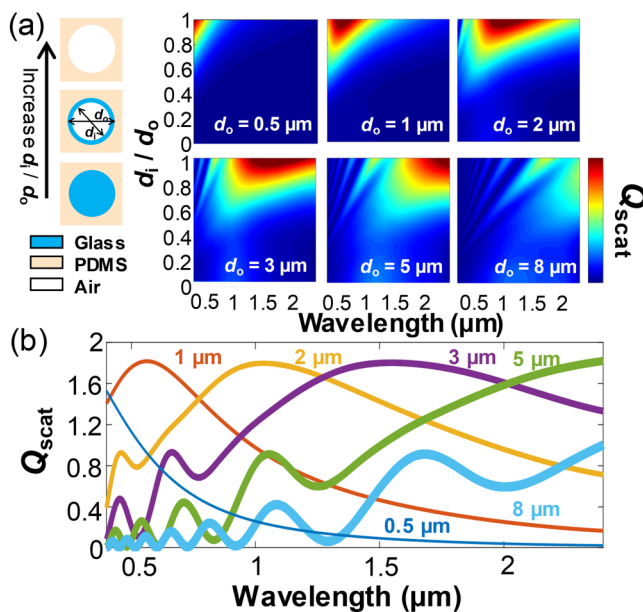 (a)
Increase di / do
do
di
Glass
PDMS
Air
di / do
1
0.8
0.6
0.4
0.2
0
do = 0.5 µm
do = 1 µm
do = 2 µm
1
0.8
0.6
0.4
0.2
0
do = 3 µm
do = 5 µm
do = 8 µm
0.5 1 1.5 2
0.5 1 1.5 2
0.5 1 1.5 2
Wavelength (µm)
Qscat
(b)
2
1.6
1.2
0.8
0.4
0
Qscat
1 µm
2 µm
3 µm
5 µm
0.5 µm
8 µm
0.5 1 1.5 2
Wavelength (µm)